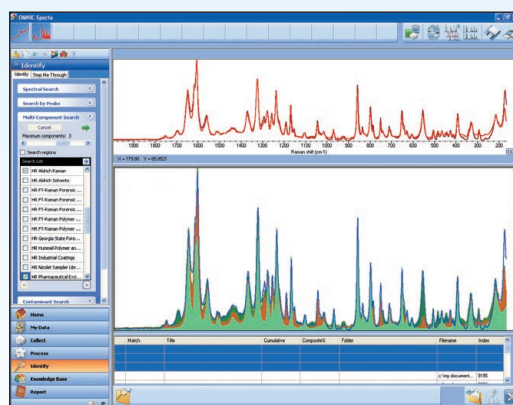 OMNIC Specta
Identify
Identify Step Me Through
Spectral Search
Search by Peaks
Multi-Component Search
Cancel
Maximum components: 3
Search regions
Search List
HR Aldrich Raman
HR Aldrich Solvents
HR FT-Raman Forensic ...
HR FT-Raman Forensic ...
HR FT-Raman Forensic ...
HR FT-Raman Polymer ...
HR FT-Raman Polymer ...
HR Georgia State Fore...
HR Hummel Polymer an...
HR Industrial Coatings
HR Nicolet Sampler Libr...
HR Pharmaceutical Exci...
Contaminant Search
Home
My Data
Collect
Process
Identify
Knowledge Base
Report
1900 1800 1700 1600 1500 1400 1300 1200 1100 1000 900 800 700 600 500 400 300 200
Raman shift (cm-1)
Match Title Cumulative Composite% Folder Filename Index
c:\my document... 9195